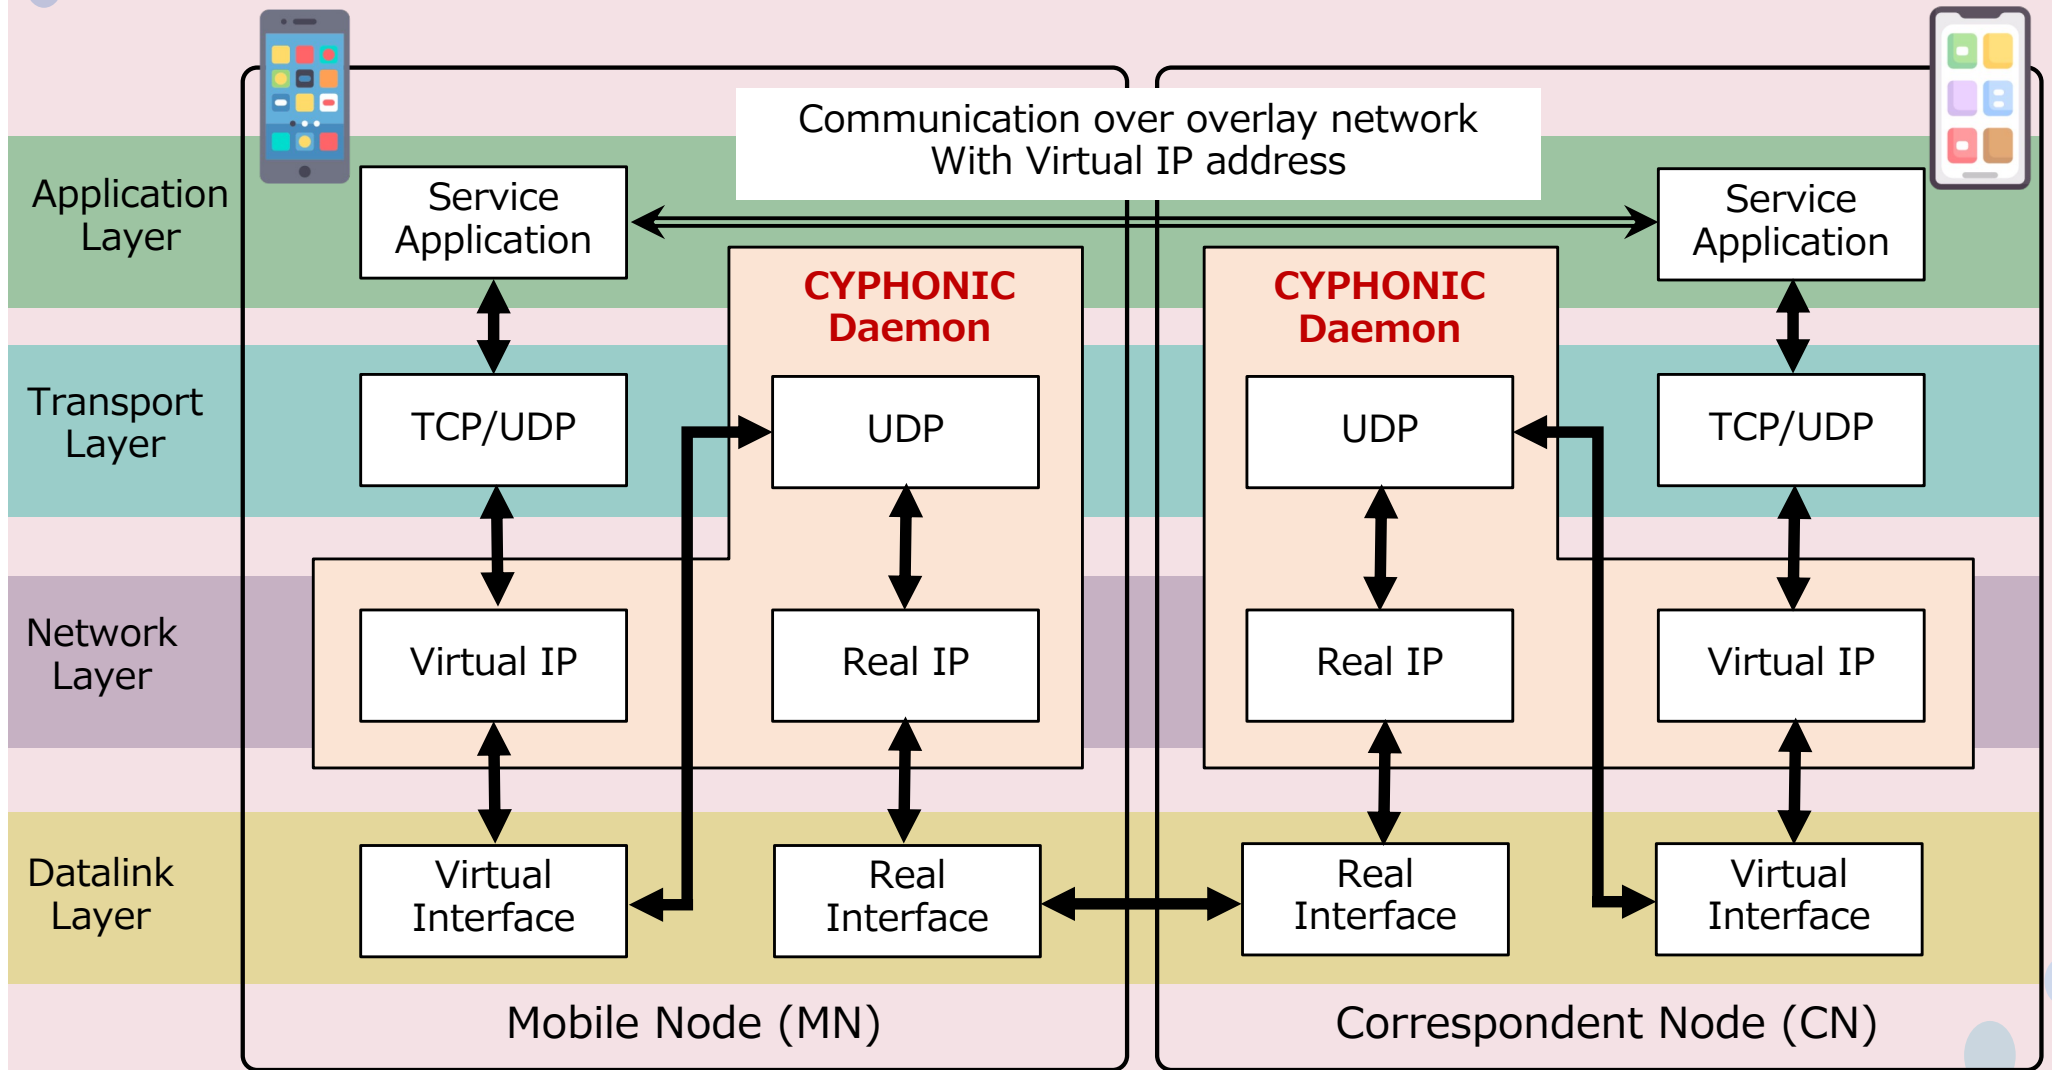 Communication over overlay network
With Virtual IP address
Application
Layer
Service
Application
Service
Application
CYPHONIC
Daemon
CYPHONIC
Daemon
Transport
Layer
TCP/UDP
UDP
UDP
TCP/UDP
Network
Layer
Virtual IP
Real IP
Real IP
Virtual IP
Datalink
Layer
Virtual
Interface
Real
Interface
Real
Interface
Virtual
Interface
Mobile Node (MN)
Correspondent Node (CN)